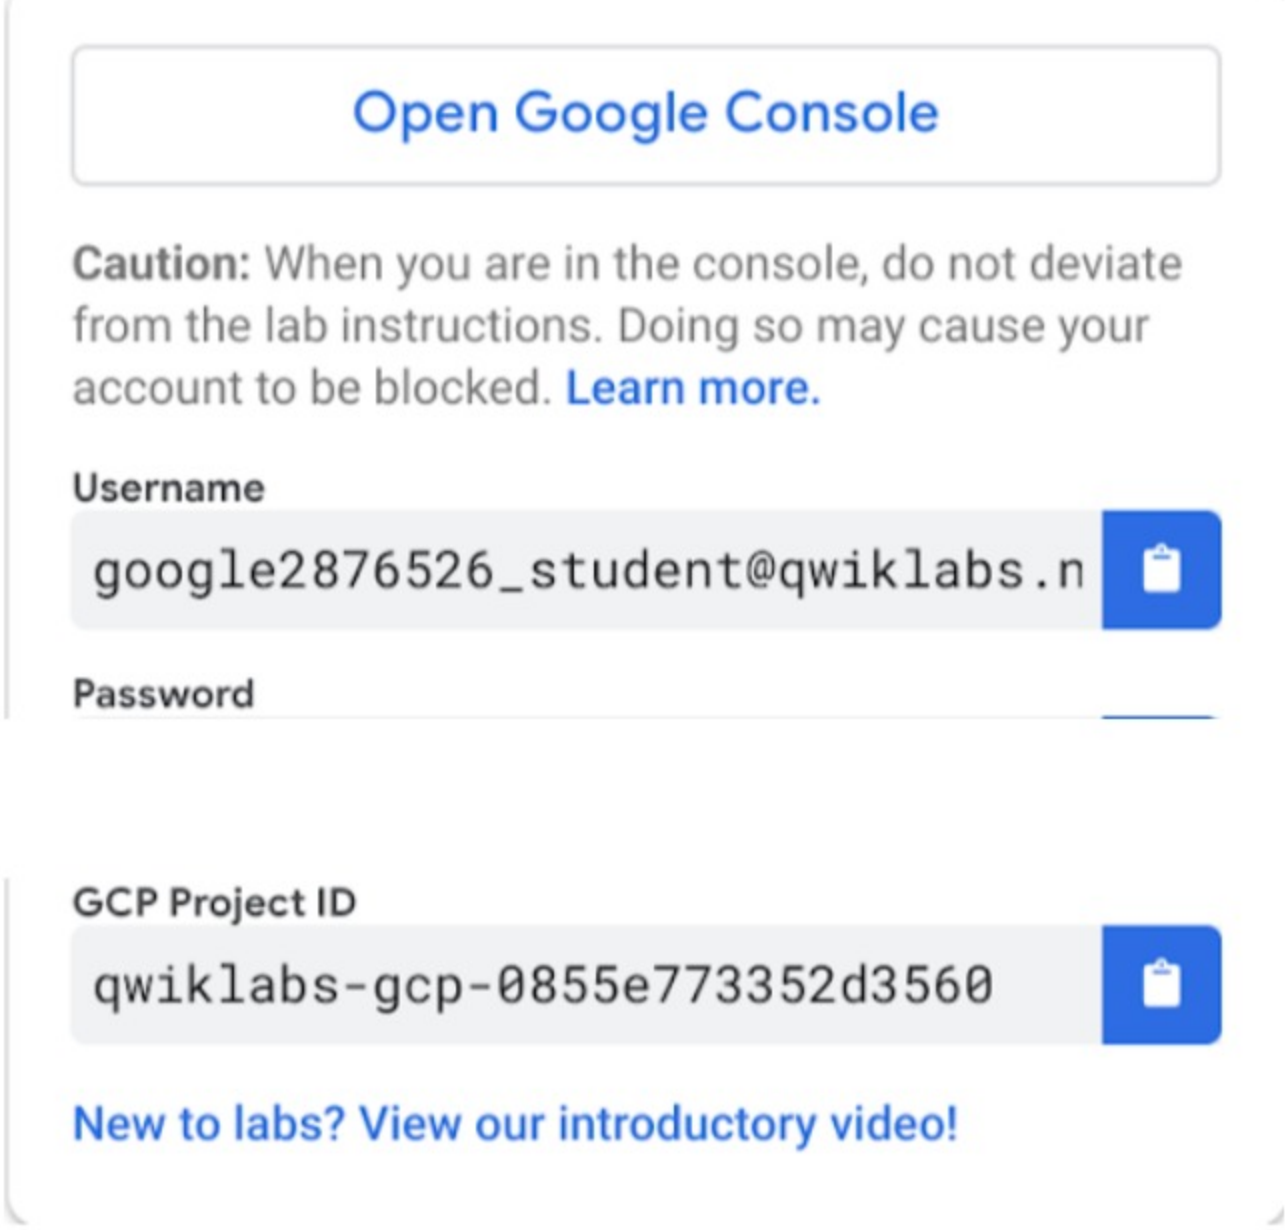 Open Google Console
Caution: When you are in the console, do not deviate
from the lab instructions. Doing so may cause your
account to be blocked. Learn more.
Username
google2876526_student@qwiklabs.n
Password
GCP Project ID
qwiklabs-gcp-0855e773352d3560
New to labs? View our introductory video!